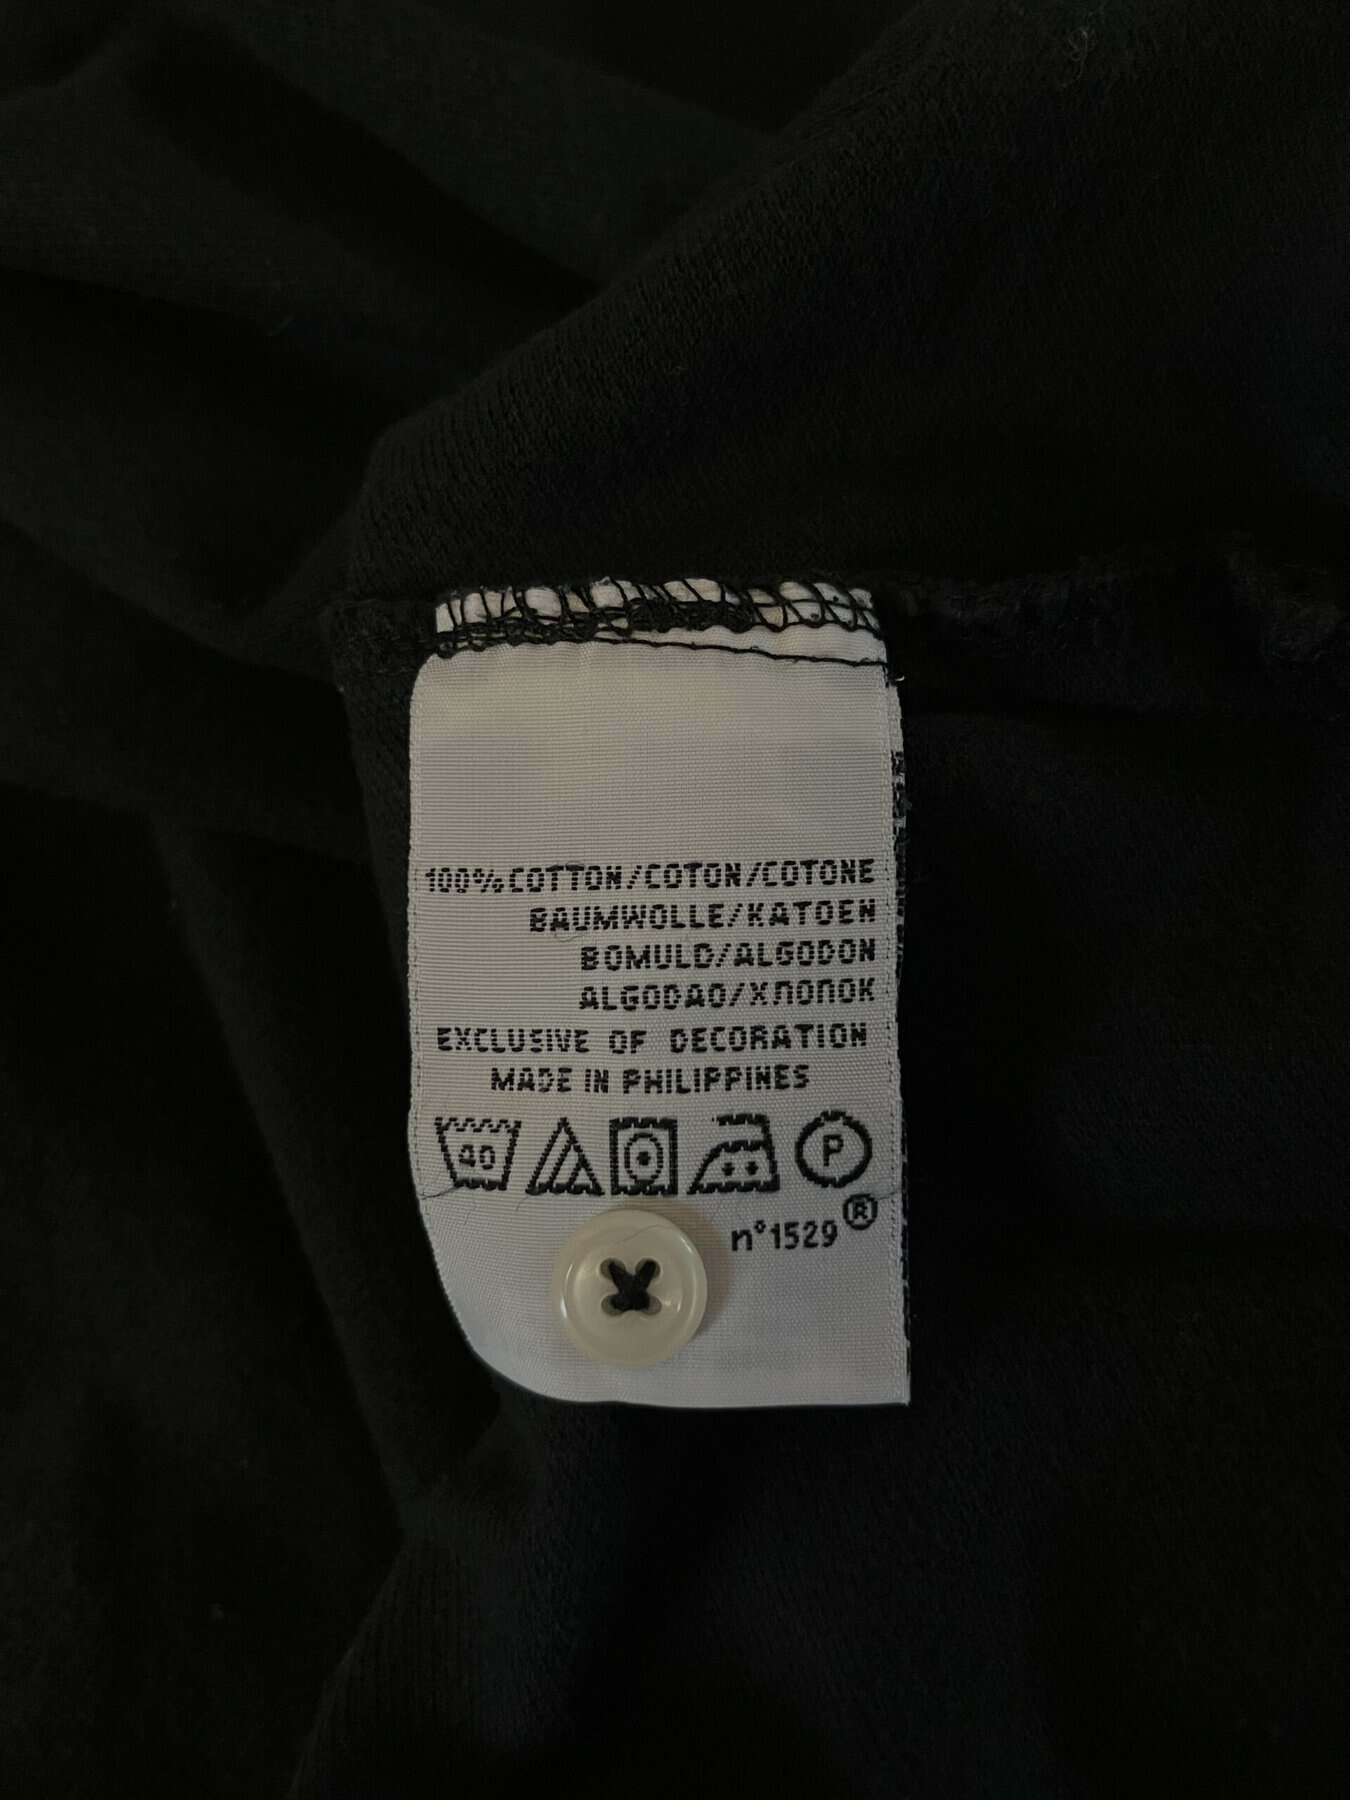 100% COTTON/COTON/COTONE
BAUMWOLLE/KATOEN
BOMULD/ALGODON
ALGODAO/ХЛОПОК
EXCLUSIVE OF DECORATION
MADE IN PHILIPPINES
40 P
n°1529®